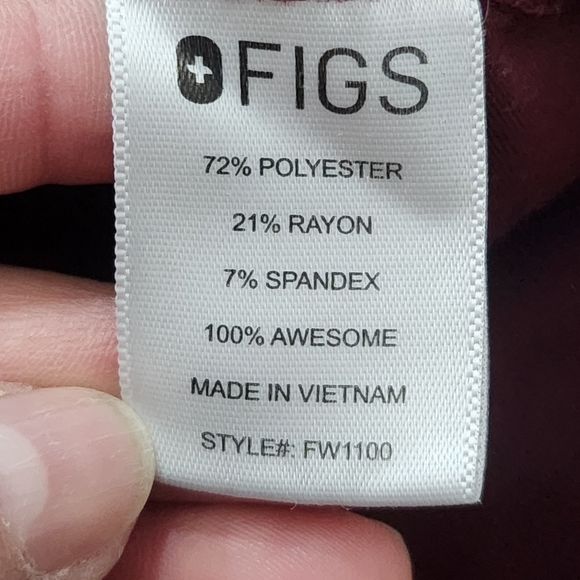 FIGS
72% POLYESTER
21% RAYON
7% SPANDEX
100% AWESOME
MADE IN VIETNAM
STYLE#: FW1100